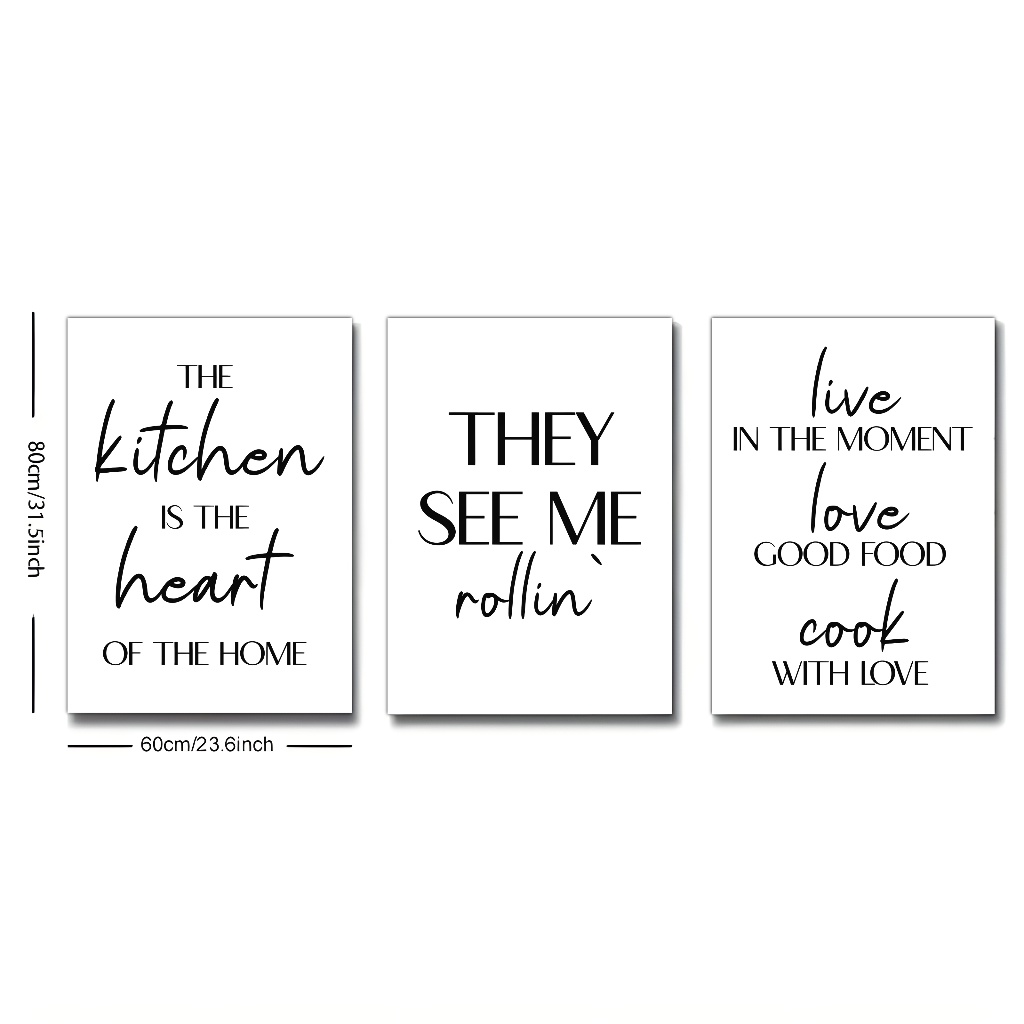 80cm/31.5inch
THE
kitchen
IS THE
heart
OF THE HOME
60cm/23.6inch
THEY
SEE ME
rollin`
live
IN THE MOMENT
love
GOOD FOOD
cook
WITH LOVE